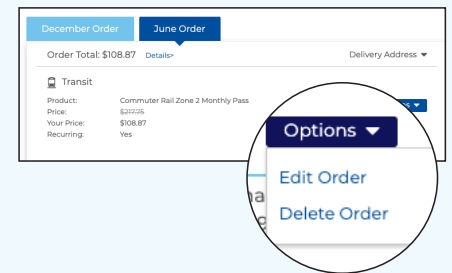 December Order June Order
Order Total: $108.87 Details> Delivery Address
Transit
Product: Commuter Rail Zone 2 Monthly Pass
Price: $217.75
Your Price: $108.87
Recurring: Yes
Options
Edit Order
Delete Order